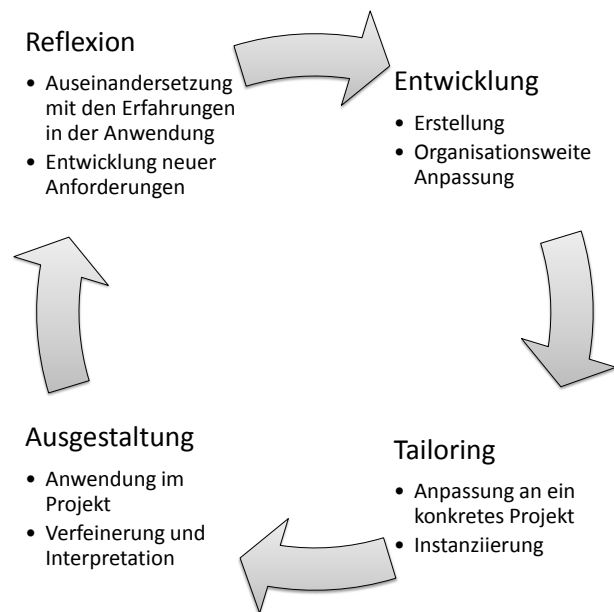 Reflexion
• Auseinandersetzung
mit den Erfahrungen
in der Anwendung
• Entwicklung neuer
Anforderungen
Entwicklung
• Erstellung
• Organisationsweite
Anpassung
Ausgestaltung
• Anwendung im
Projekt
• Verfeinerung und
Interpretation
Tailoring
• Anpassung an ein
konkretes Projekt
• Instanziierung